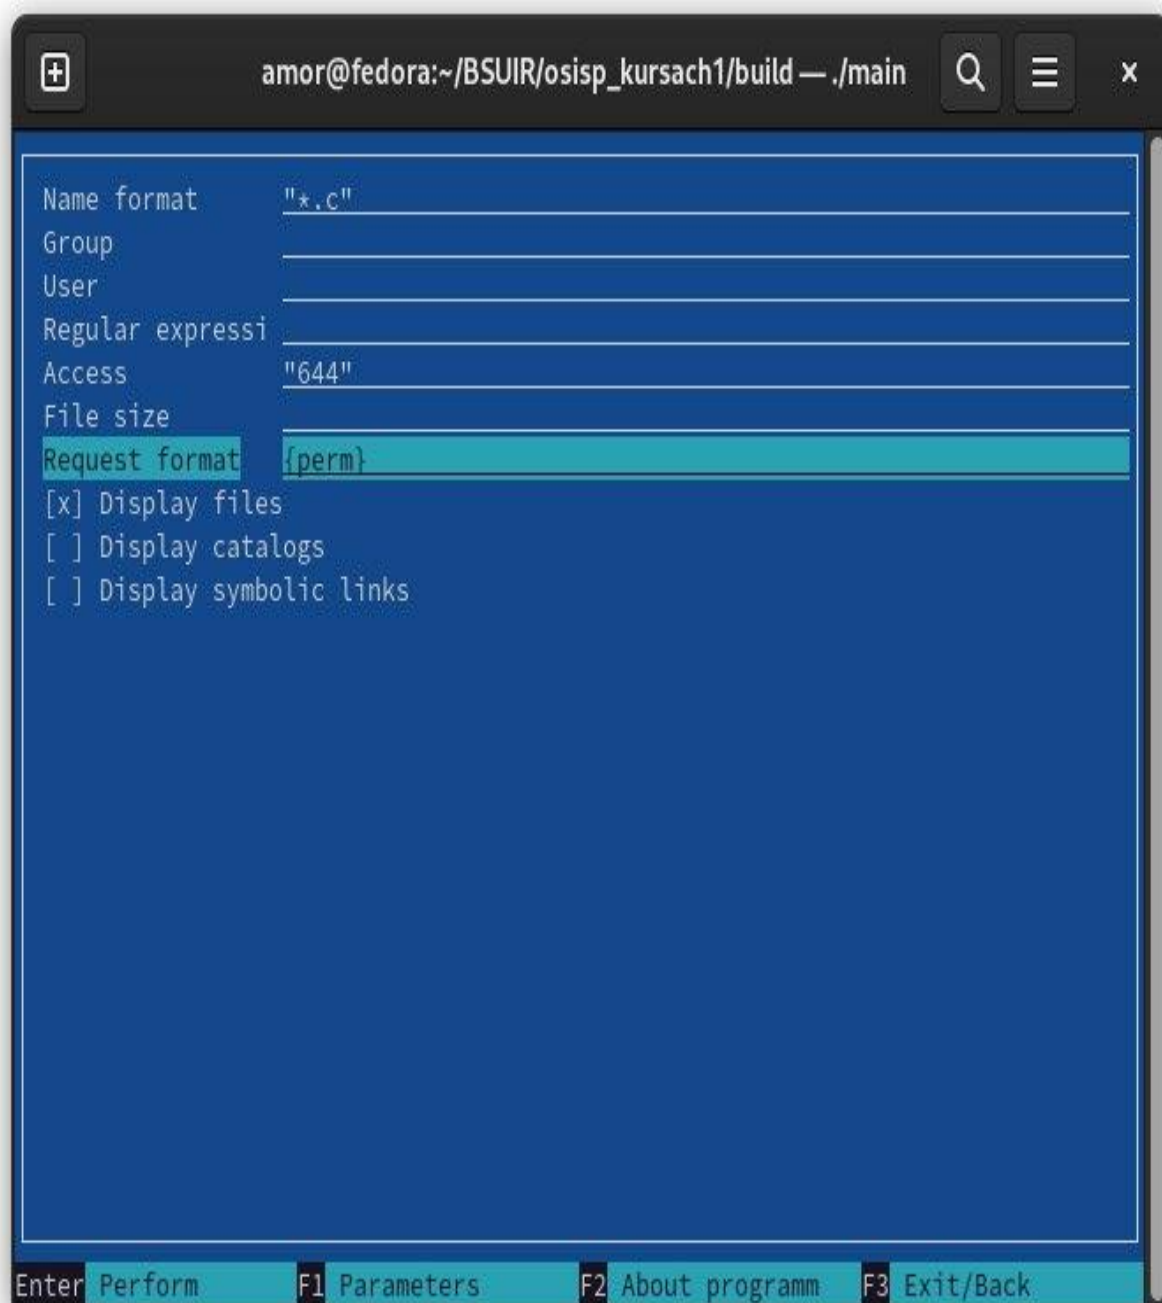 amor@fedora:~/BSUIR/osisp_kursach1/build — ./main
Name format "*.c"
Group
User
Regular expressi
Access "644"
File size
Request format {perm}
[x] Display files
[ ] Display catalogs
[ ] Display symbolic links
Enter Perform F1 Parameters F2 About programm F3 Exit/Back